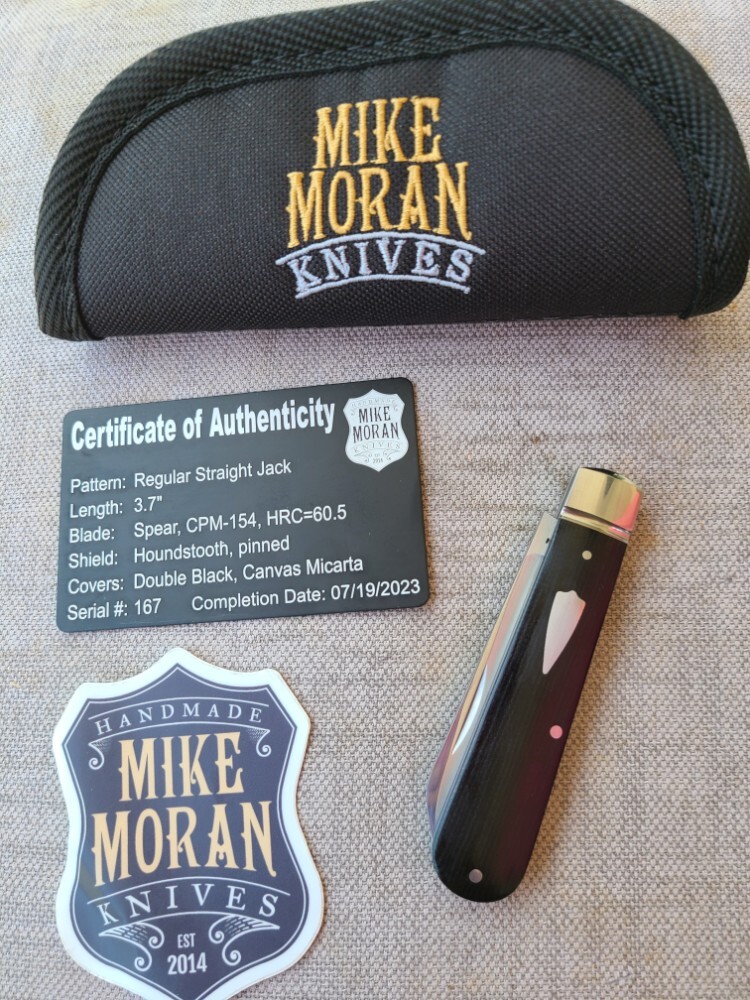 MIKE
MORAN
KNIVES
Certificate of Authenticity
MIKE
MORAN
KNIVES
Pattern: Regular Straight Jack
Length: 3.7"
Blade: Spear, CPM-154, HRC=60.5
Shield: Houndstooth, pinned
Covers: Double Black, Canvas Micarta
Serial #: 167 Completion Date: 07/19/2023
HANDMADE
MIKE
MORAN
KNIVES
EST
2014